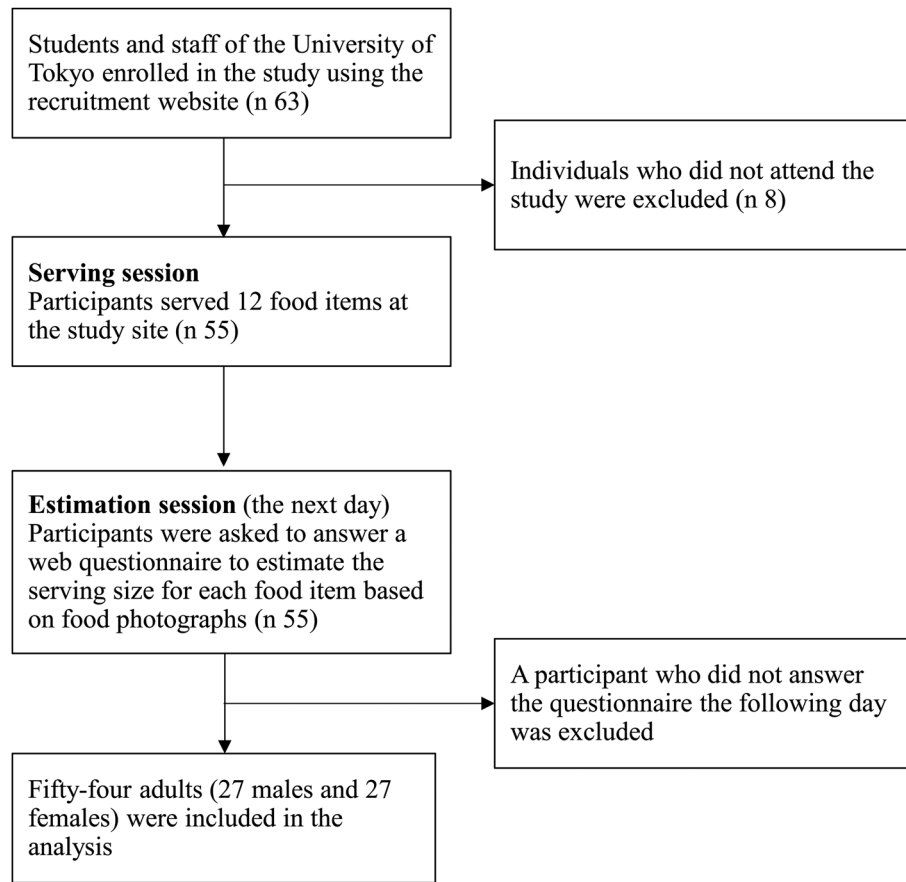 Students and staff of the University of
Tokyo enrolled in the study using the
recruitment website (n 63)
Individuals who did not attend the
study were excluded (n 8)
Serving session
Participants served 12 food items at
the study site (n 55)
Estimation session (the next day)
Participants were asked to answer a
web questionnaire to estimate the
serving size for each food item based
on food photographs (n 55)
A participant who did not answer
the questionnaire the following day
was excluded
Fifty-four adults (27 males and 27
females) were included in the
analysis